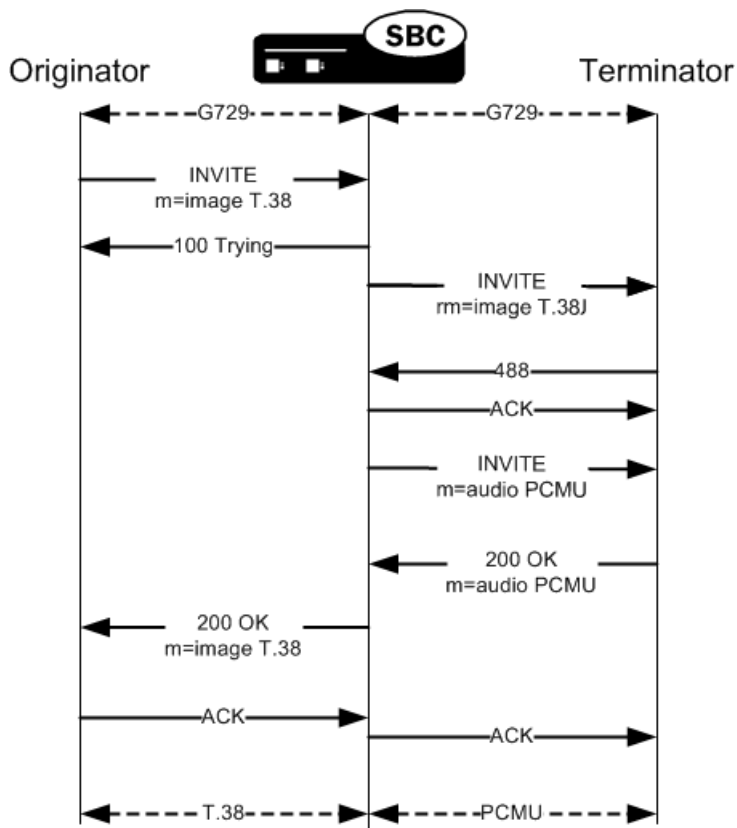 SBC
Originator
Terminator
G729
G729
INVITE
m=image T.38
100 Trying
INVITE
rm=image T.38J
488
ACK
INVITE
m=audio PCMU
200 OK
m=audio PCMU
200 OK
m=image T.38
ACK
ACK
T.38
PCMU